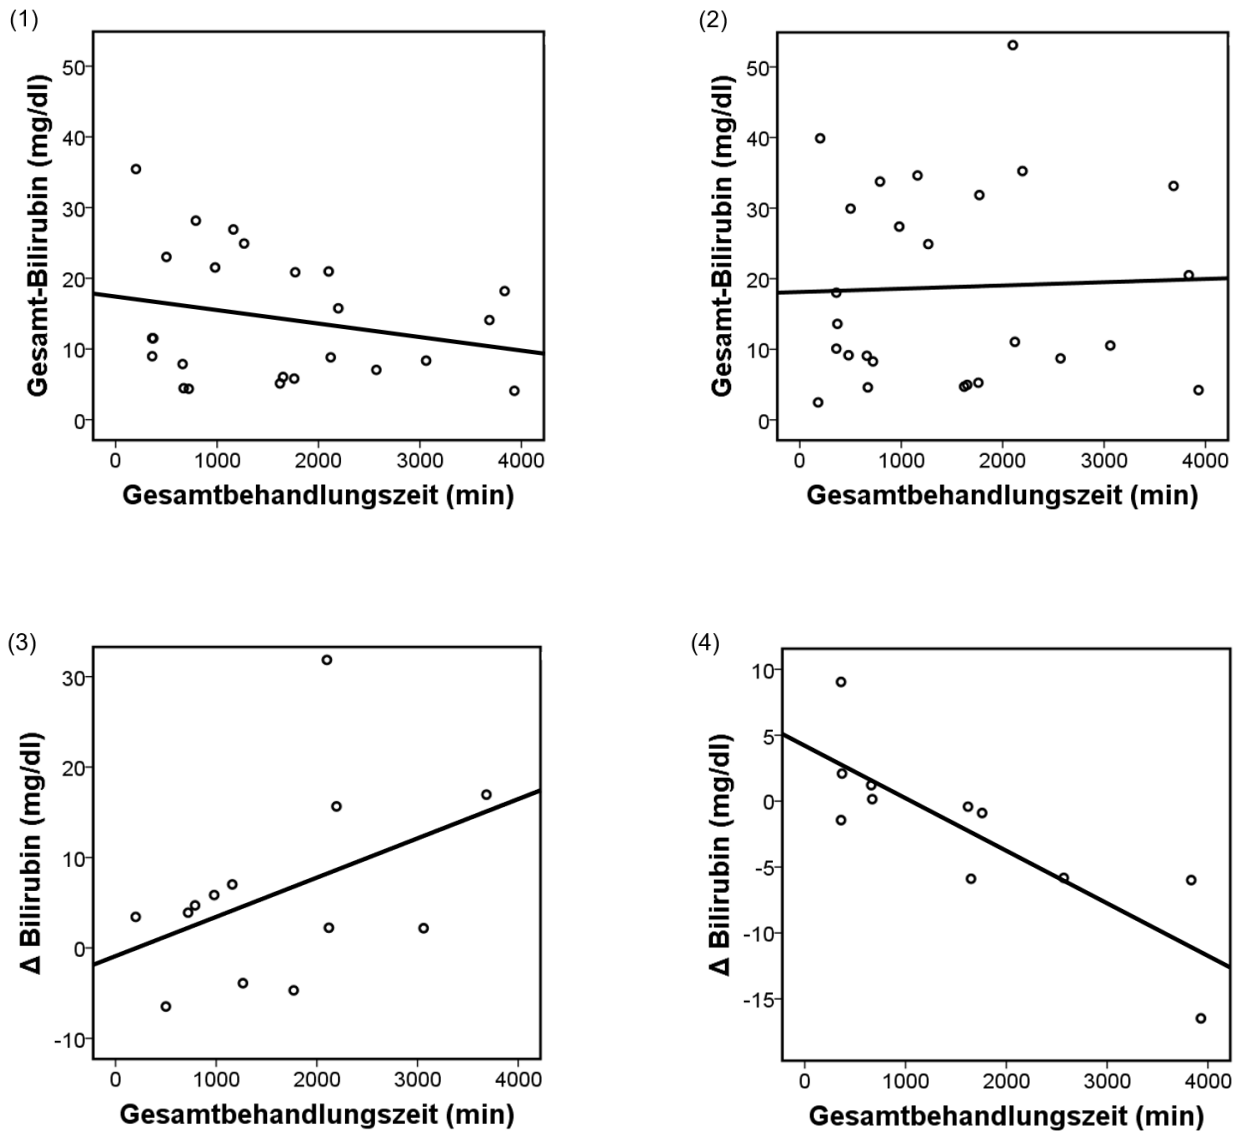 (1)
50
40
30
20
10
0
Gesamt-Bilirubin (mg/dl)
0 1000 2000 3000 4000
Gesamtbehandlungszeit (min)
(2)
50
40
30
20
10
0
Gesamt-Bilirubin (mg/dl)
0 1000 2000 3000 4000
Gesamtbehandlungszeit (min)
(3)
30
20
10
0
-10
Δ Bilirubin (mg/dl)
0 1000 2000 3000 4000
Gesamtbehandlungszeit (min)
(4)
10
5
0
-5
-10
-15
Δ Bilirubin (mg/dl)
0 1000 2000 3000 4000
Gesamtbehandlungszeit (min)